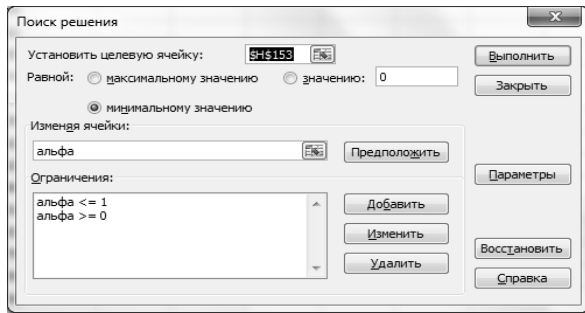 Поиск решения
x
Установить целевую ячейку: $H$153
Выполнить
Равной: максимальному значению значению: 0
Закрыть
минимальному значению
Изменяя ячейки:
альфа Предположить
Ограничения:
Параметры
альфа <= 1
альфа >= 0
Добавить
Изменить
Удалить
Восстановить
Справка